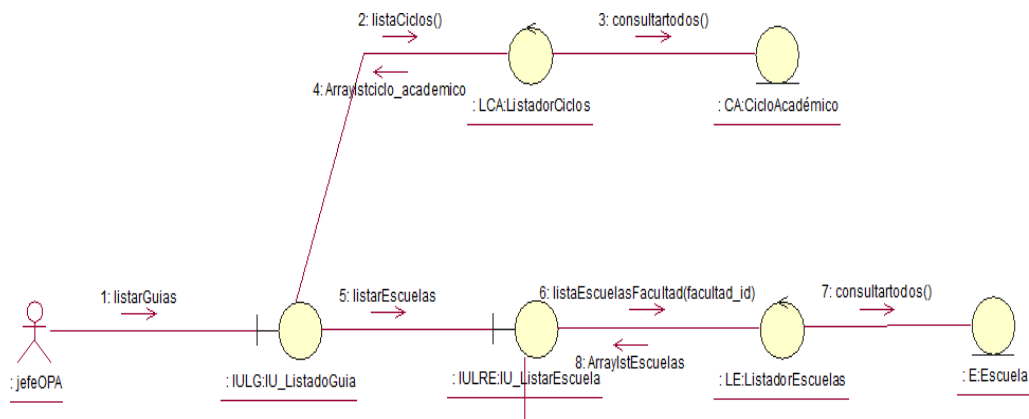 2: listaCiclos()
3: consultartodos()
4: ArraylstcicIo_academico
: LCA:ListadorCiclos
: CA:CicloAcadémico
1: listarGuias
5: listarEscuelas
6: listaEscuelasFacultad(facultad_id)
7: consultartodos()
8: ArraylstEscuelas
: jefeOPA
: IULG:IU_ListadoGuia
: IULRE:IU_ListarEscuela
: LE:ListadorEscuelas
: E:Escuela